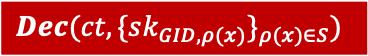 Dec(ct, {sk_{GID,ρ(x)}}_{ρ(x)∈S})